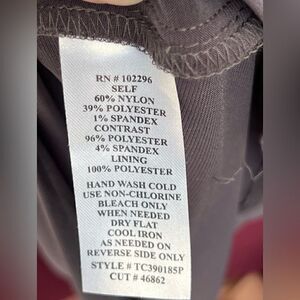 RN # 102296
SELF
60% NYLON
39% POLYESTER
1% SPANDEX
CONTRAST
96% POLYESTER
4% SPANDEX
LINING
100% POLYESTER
HAND WASH COLD
USE NON-CHLORINE
BLEACH ONLY
WHEN NEEDED
DRY FLAT
COOL IRON
AS NEEDED ON
REVERSE SIDE ONLY
STYLE # TC390185P
CUT # 46862